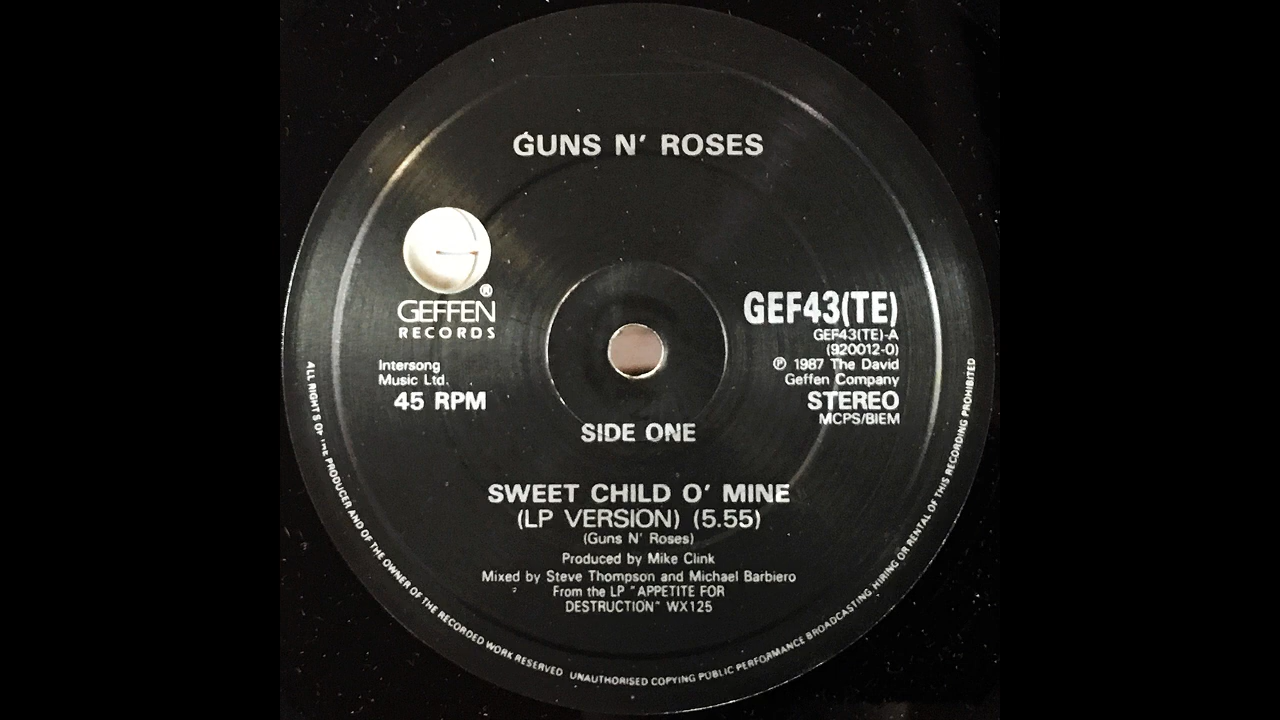 GUNS N' ROSES
GEFFEN ®
RECORDS
Intersong
Music Ltd.
45 RPM
GEF43(TE)
GEF43(TE)-A
(920012-0)
℗ 1987 The David
Geffen Company
STEREO
MCPS/BIEM
SIDE ONE
SWEET CHILD O' MINE
(LP VERSION) (5.55)
(Guns N' Roses)
Produced by Mike Clink
Mixed by Steve Thompson and Michael Barbiero
From the LP "APPETITE FOR
DESTRUCTION" WX125
ALL RIGHTS OF THE PRODUCER AND OF THE OWNER OF THE RECORDED WORK RESERVED UNAUTHORISED COPYING PUBLIC PERFORMANCE BROADCASTING HIRING OR RENTAL OF THIS RECORDING PROHIBITED